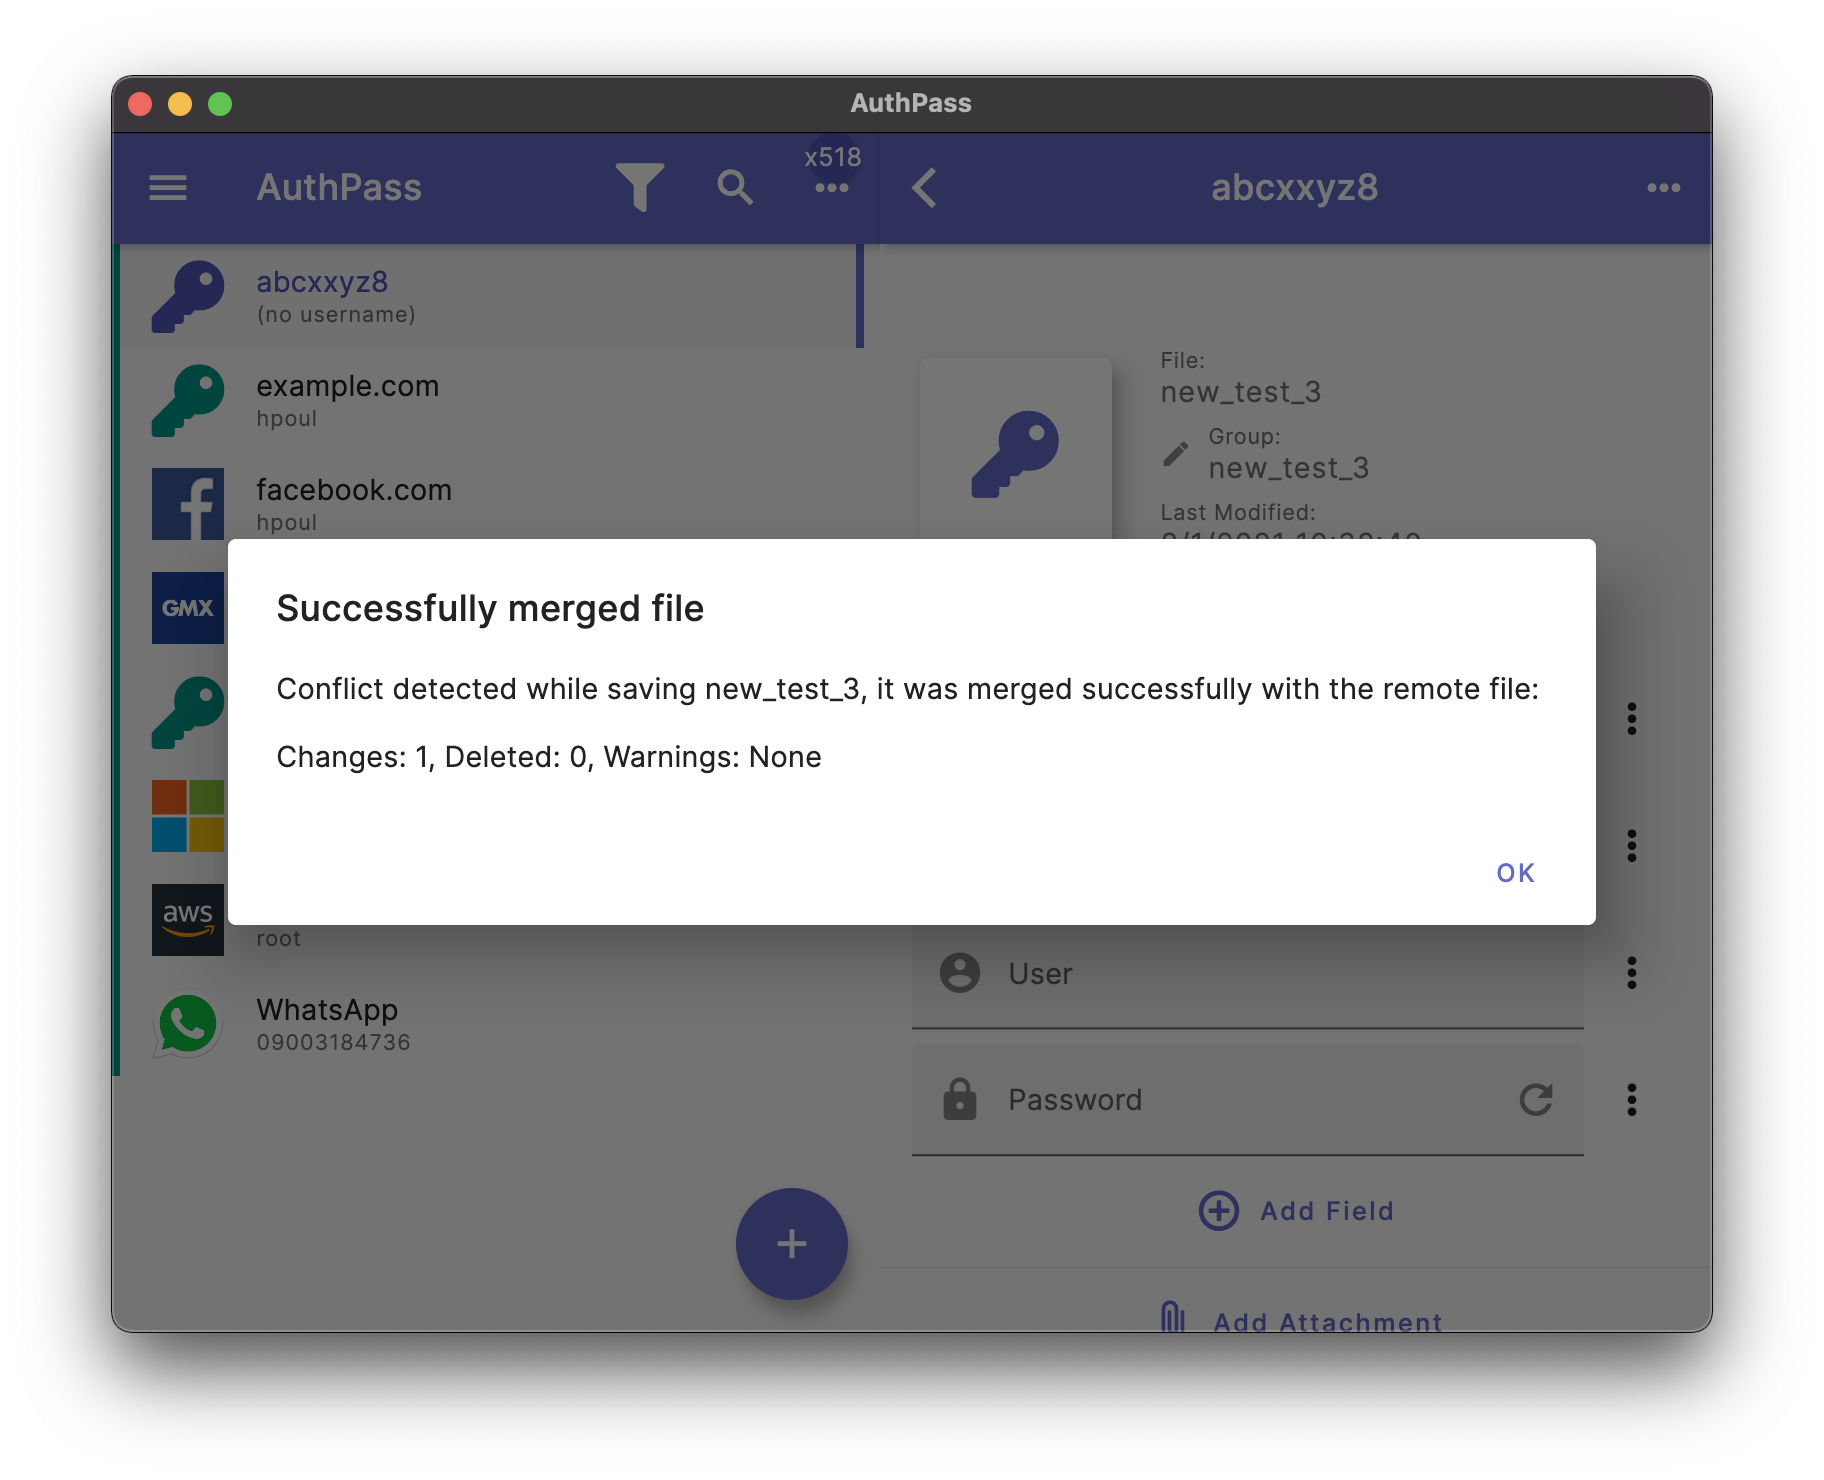 AuthPass
AuthPass
x518
abcxxyz8
abcxxyz8
(no username)
example.com
hpoul
facebook.com
hpoul
GMX
aws
root
WhatsApp
09003184736
File:
new_test_3
Group:
new_test_3
Last Modified:
Successfully merged file
Conflict detected while saving new_test_3, it was merged successfully with the remote file:
Changes: 1, Deleted: 0, Warnings: None
OK
User
Password
Add Field
Add Attachment